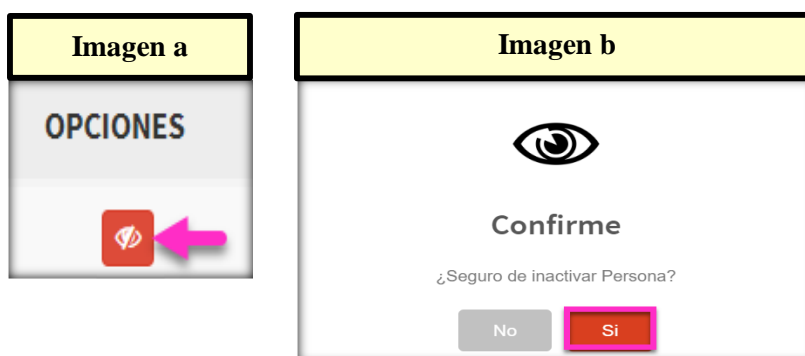 Imagen a
Imagen b
OPCIONES
Confirme
¿Seguro de inactivar Persona?
No
Si